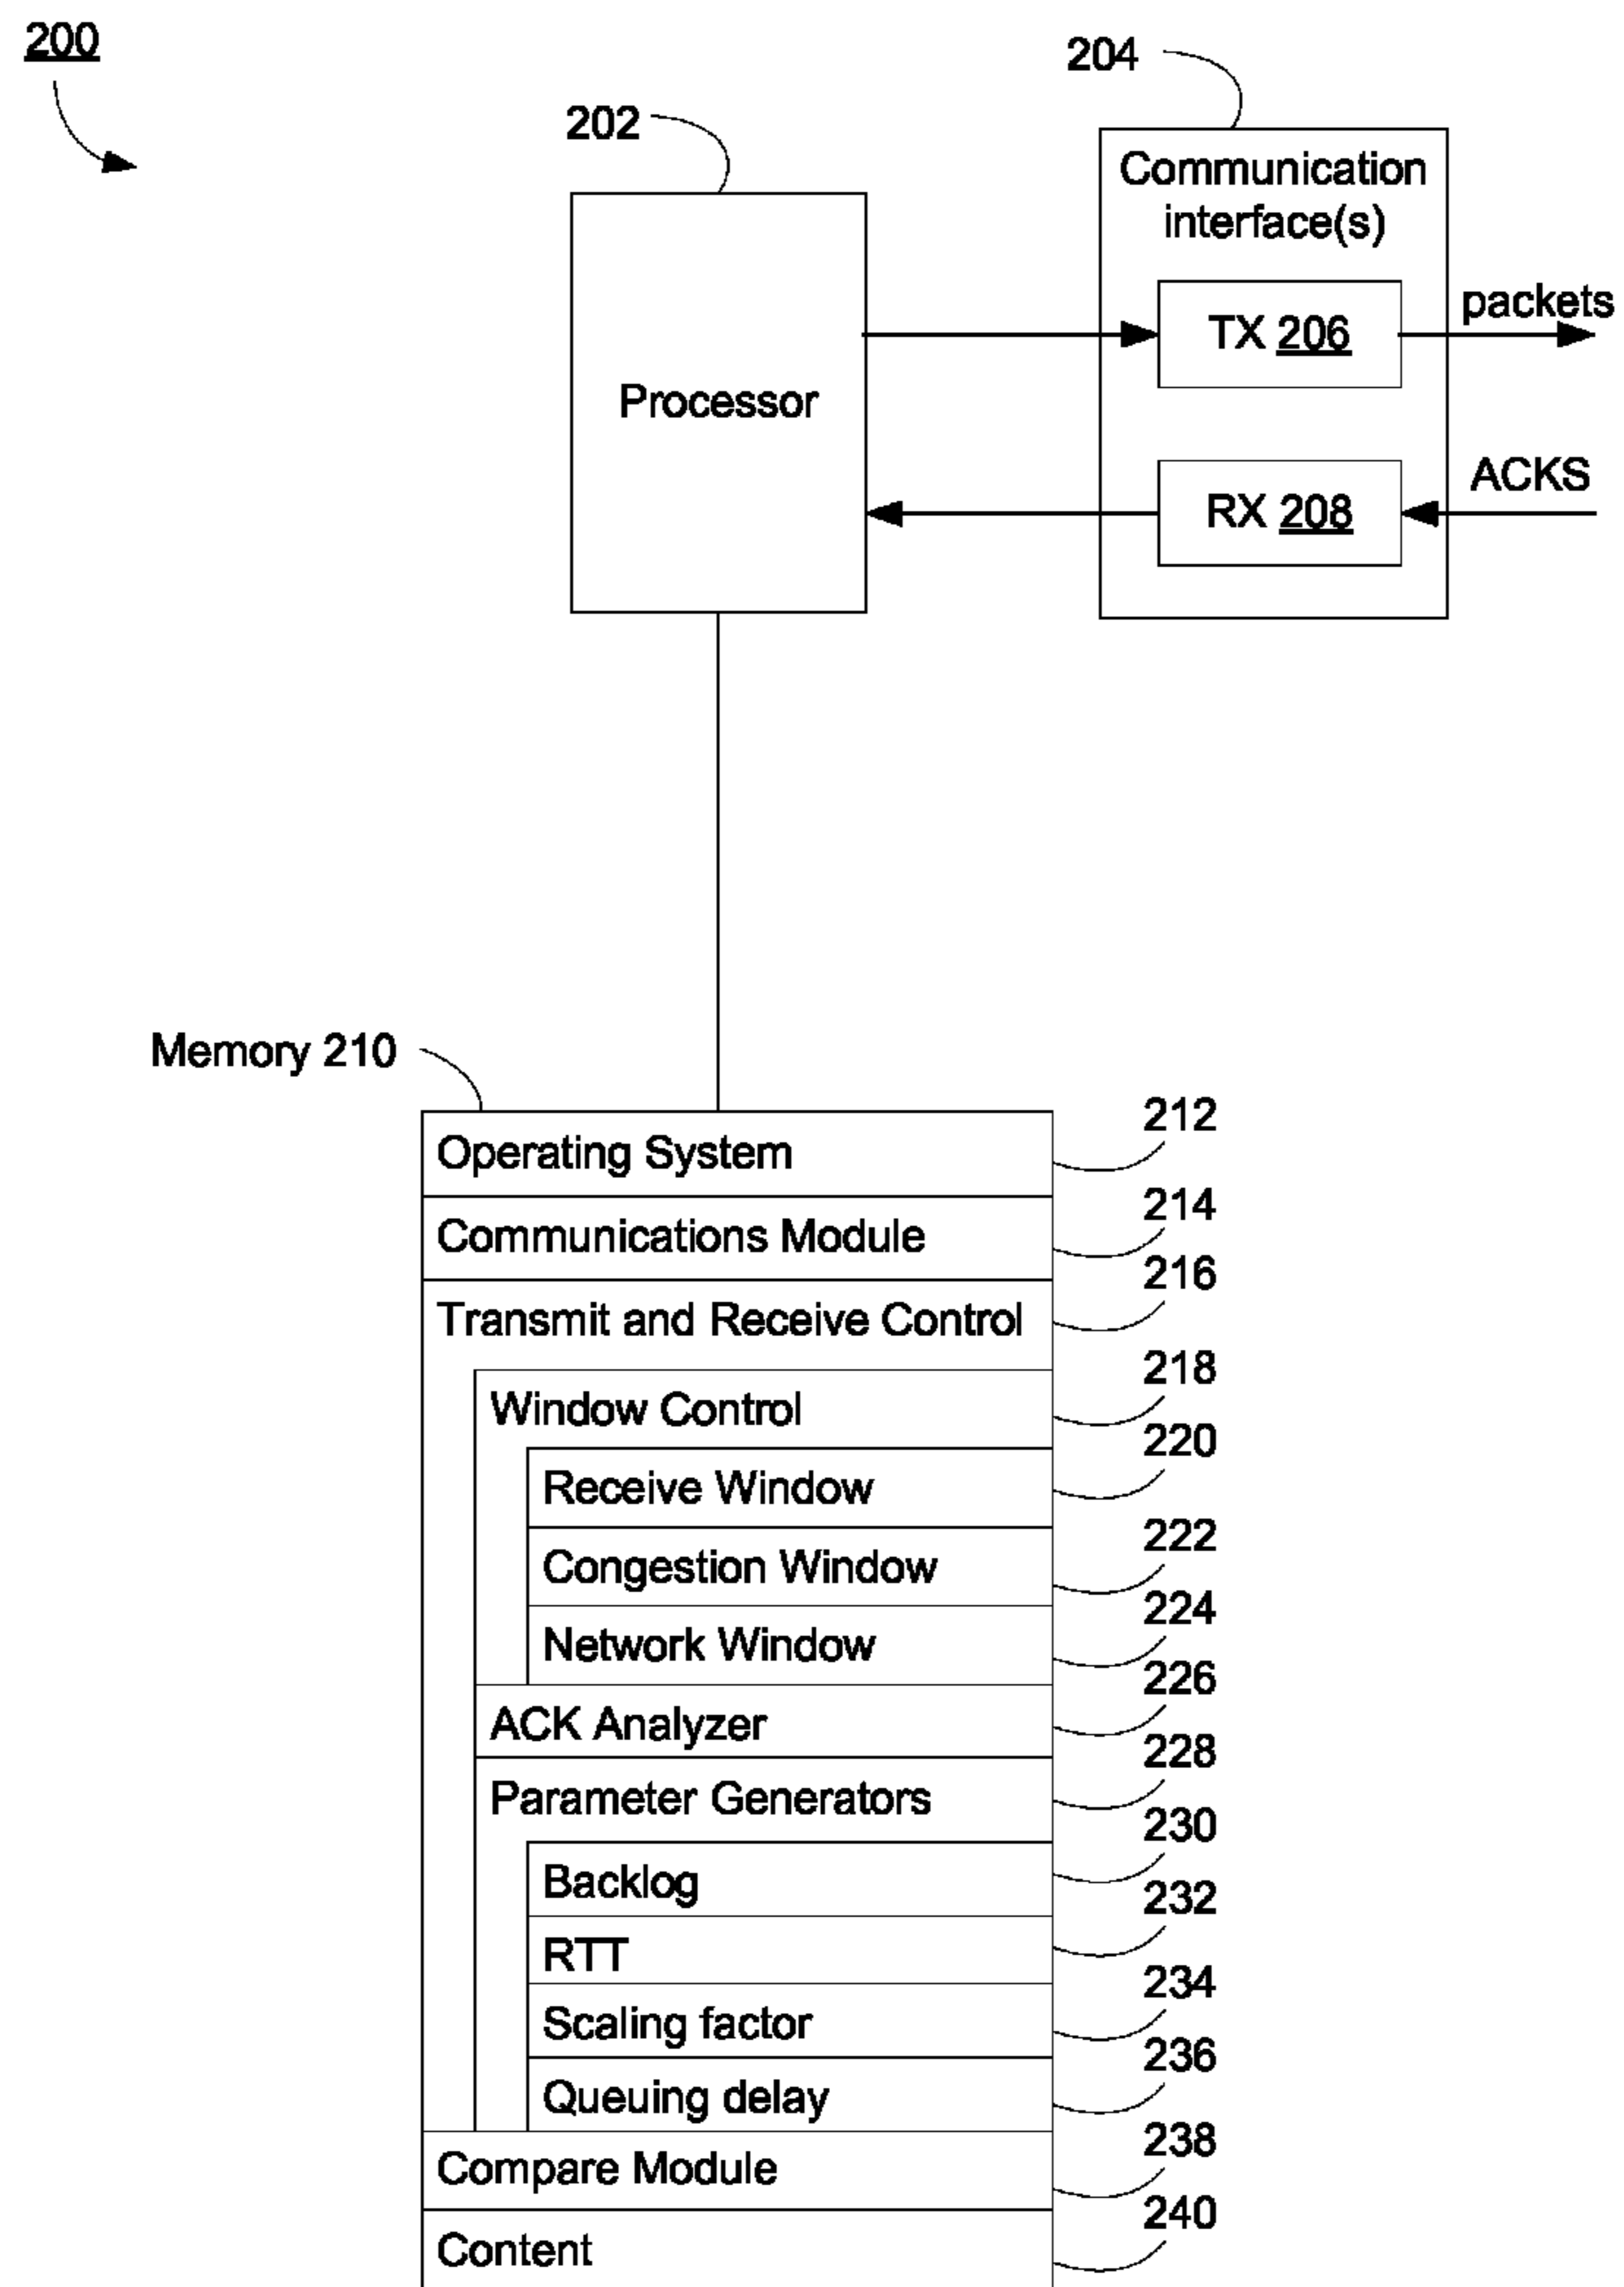 200
204
202
Communication
interface(s)
packets
TX 206
Processor
ACKS
RX 208
Memory 210
Operating System 212
Communications Module 214
Transmit and Receive Control 216
Window Control 218
Receive Window 220
Congestion Window 222
Network Window 224
ACK Analyzer 226
Parameter Generators 228
Backlog 230
RTT 232
Scaling factor 234
Queuing delay 236
Compare Module 238
Content 240